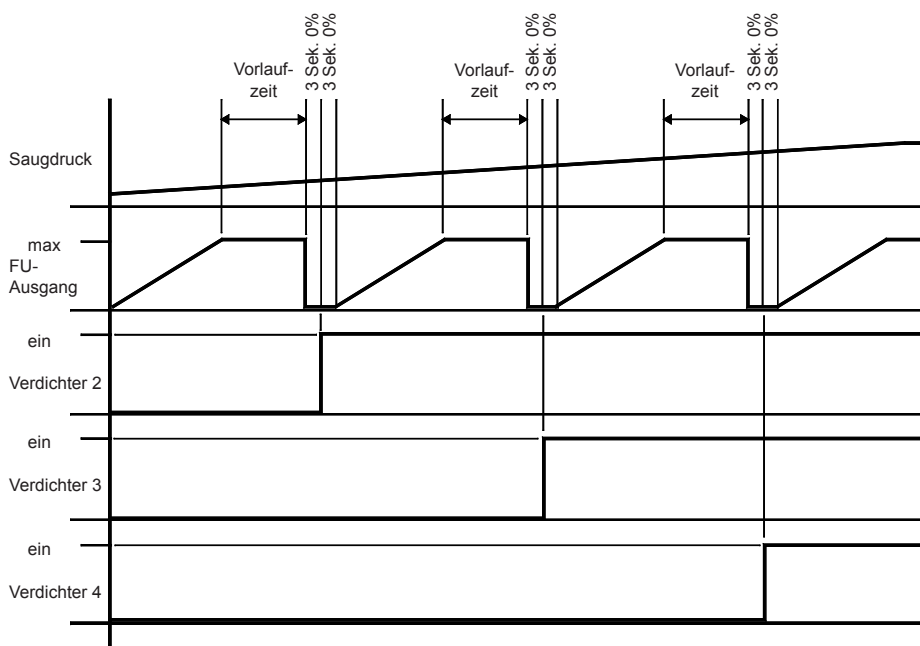 Vorlauf-
zeit
3 Sek. 0%
3 Sek. 0%
Vorlauf-
zeit
3 Sek. 0%
3 Sek. 0%
Vorlauf-
zeit
3 Sek. 0%
3 Sek. 0%
Saugdruck
max
FU-
Ausgang
ein
Verdichter 2
ein
Verdichter 3
ein
Verdichter 4